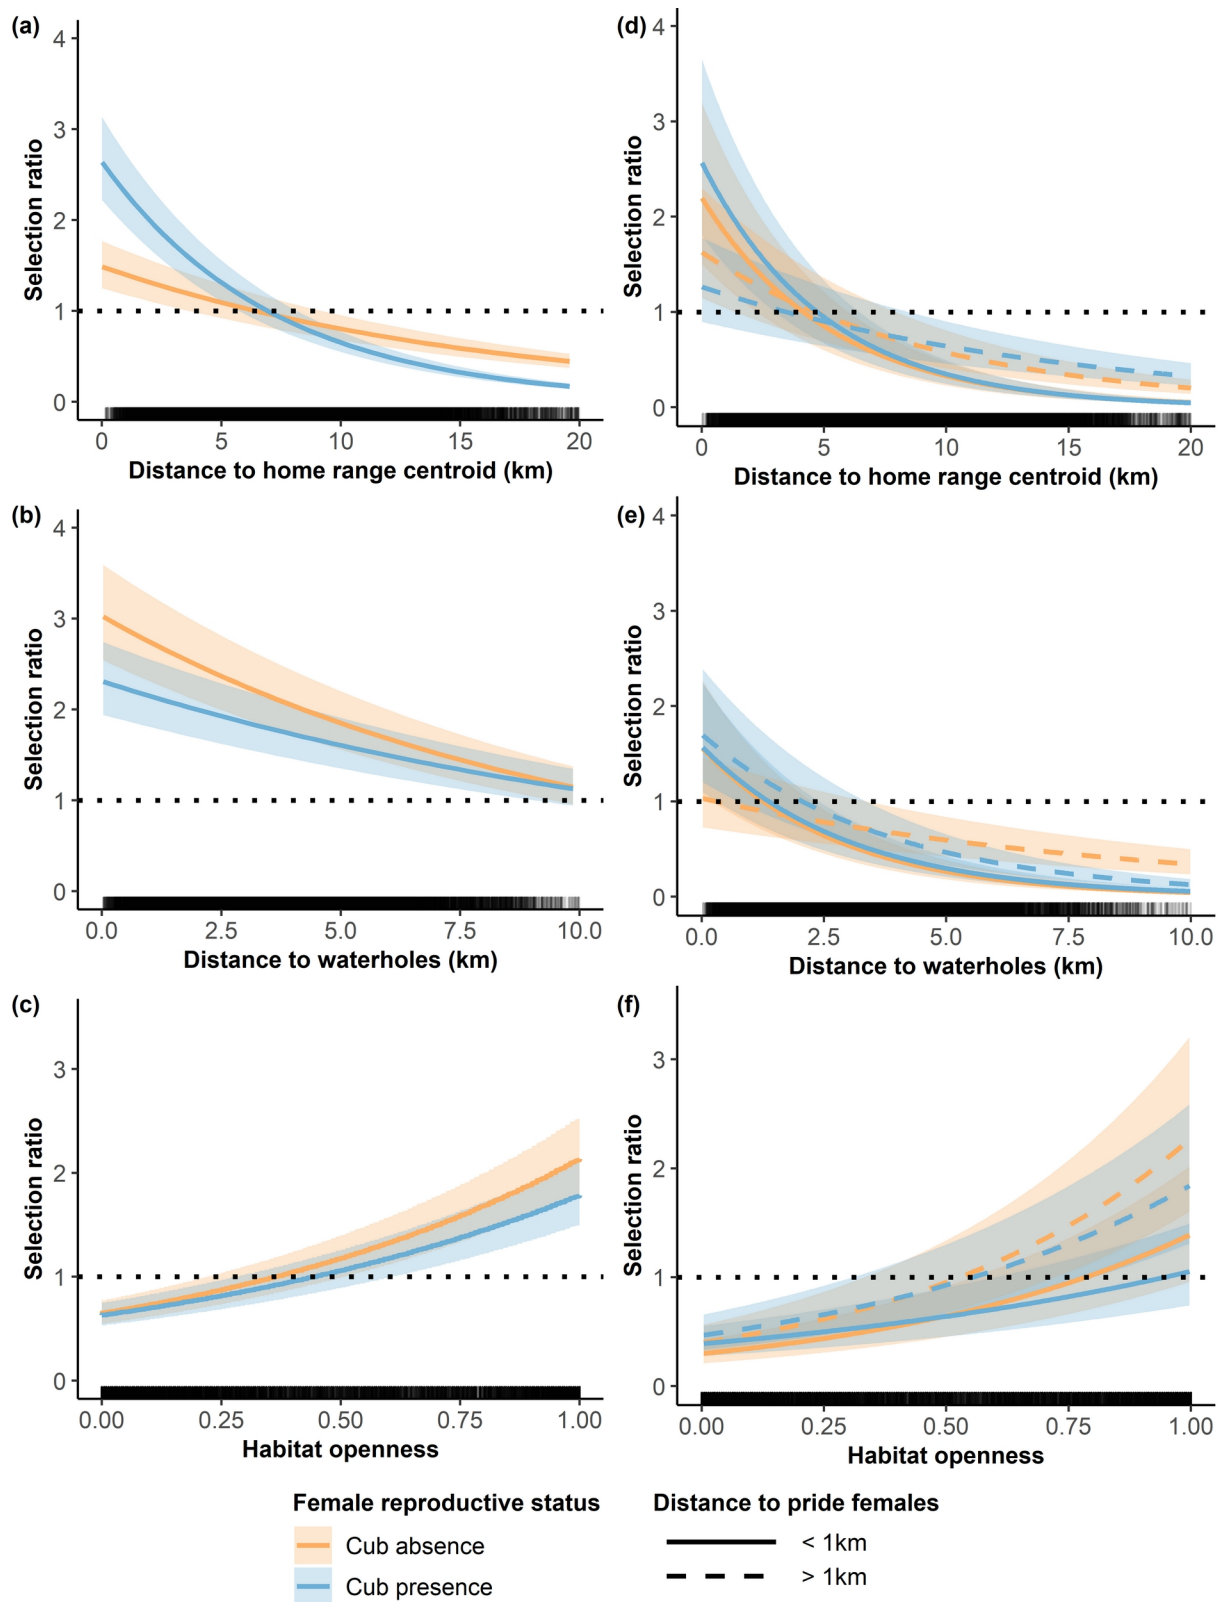 (a)
4
3
2
1
0
Selection ratio
0 5 10 15 20
Distance to home range centroid (km)
(d)
4
3
2
1
0
Selection ratio
0 5 10 15 20
Distance to home range centroid (km)
(b)
4
3
2
1
0
Selection ratio
0.0 2.5 5.0 7.5 10.0
Distance to waterholes (km)
(e)
4
3
2
1
0
Selection ratio
0.0 2.5 5.0 7.5 10.0
Distance to waterholes (km)
(c)
3
2
1
0
Selection ratio
0.00 0.25 0.50 0.75 1.00
Habitat openness
(f)
3
2
1
0
Selection ratio
0.00 0.25 0.50 0.75 1.00
Habitat openness
Female reproductive status
Cub absence
Cub presence
Distance to pride females
< 1km
> 1km